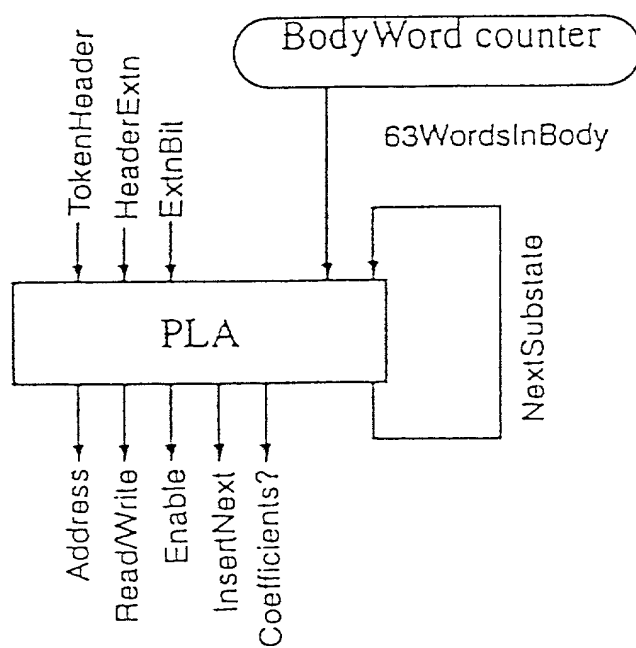 BodyWord counter
63WordsInBody
TokenHeader
HeaderExtn
ExtnBit
NextSubstate
PLA
Address
Read/Write
Enable
InsertNext
Coefficients?